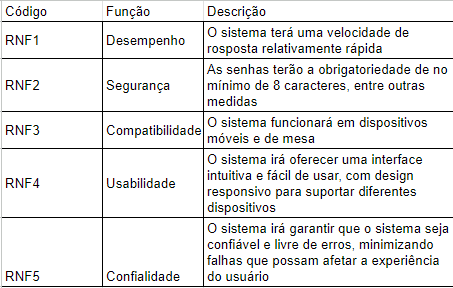 Código Função Descrição
RNF1 Desempenho O sistema terá uma velocidade de
rosposta relativamente rápida
RNF2 Segurança As senhas terão a obrigatoriedade de no
mínimo de 8 caracteres, entre outras
medidas
RNF3 Compatibilidade O sistema funcionará em dispositivos
móveis e de mesa
RNF4 Usabilidade O sistema irá oferecer uma interface
intuitiva e fácil de usar, com design
responsivo para suportar diferentes
dispositivos
RNF5 Confialidade O sistema irá garantir que o sistema seja
confiável e livre de erros, minimizando
falhas que possam afetar a experiência
do usuário